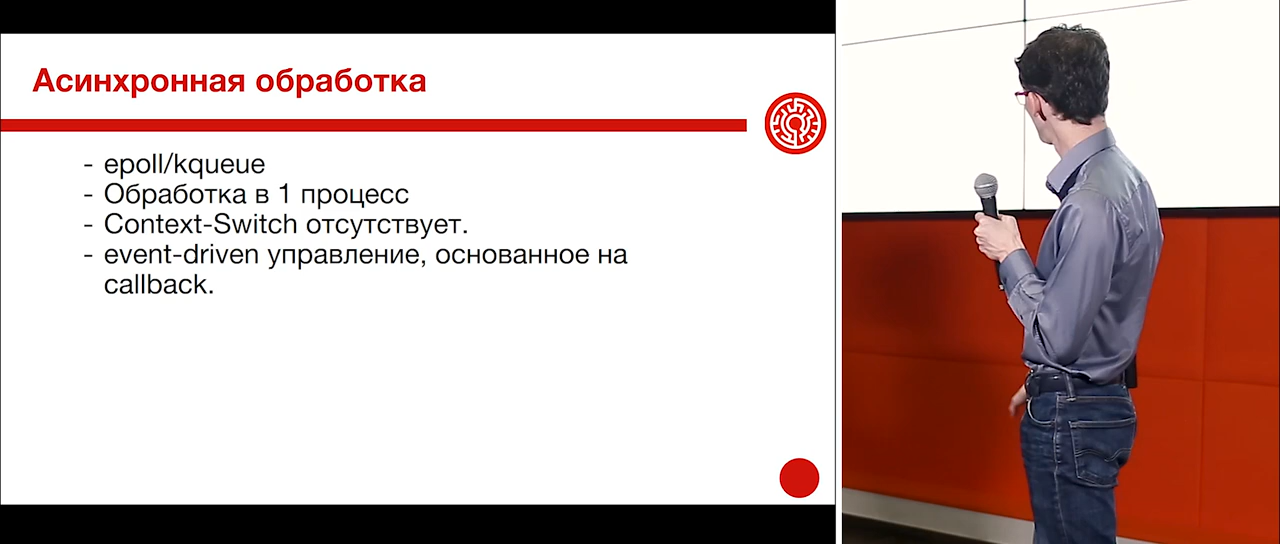 Асинхронная обработка
- epoll/kqueue
- Обработка в 1 процесс
- Context-Switch отсутствует.
- event-driven управление, основанное на
callback.